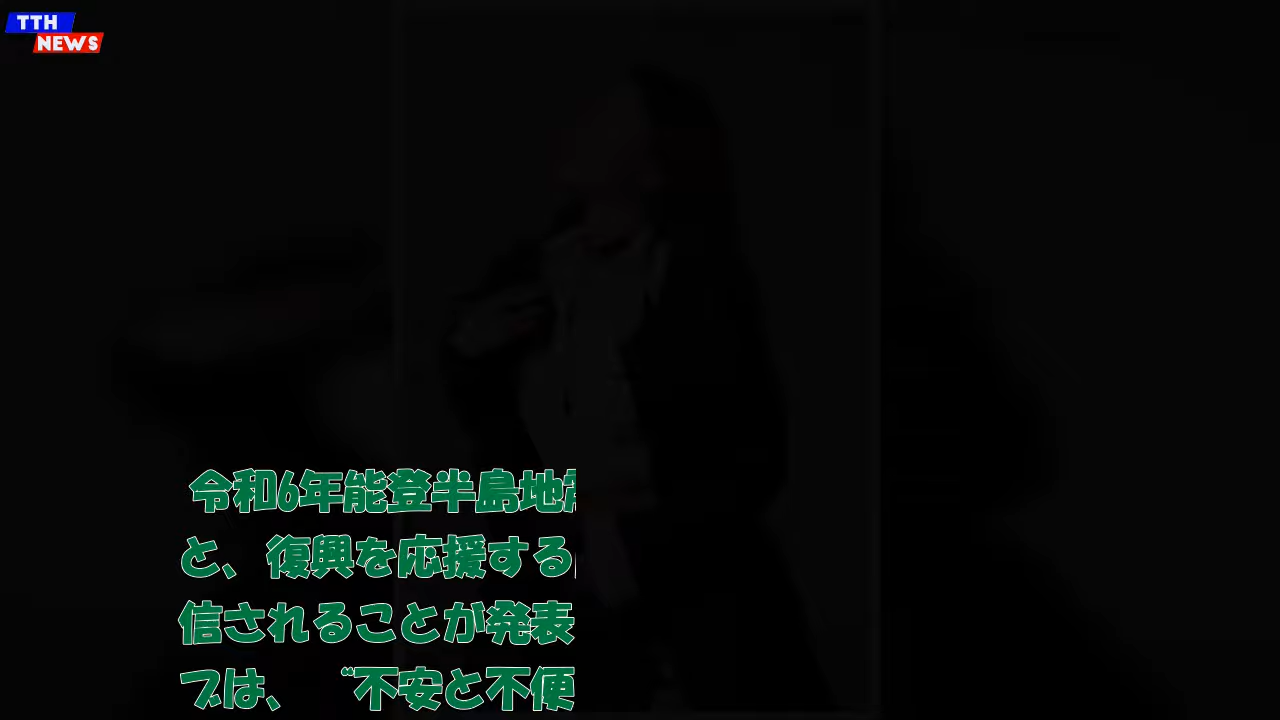 TTH
NEWS
令和6年能登半島地
と、復興を応援する
信されることが発表
ブは、“不安と不便